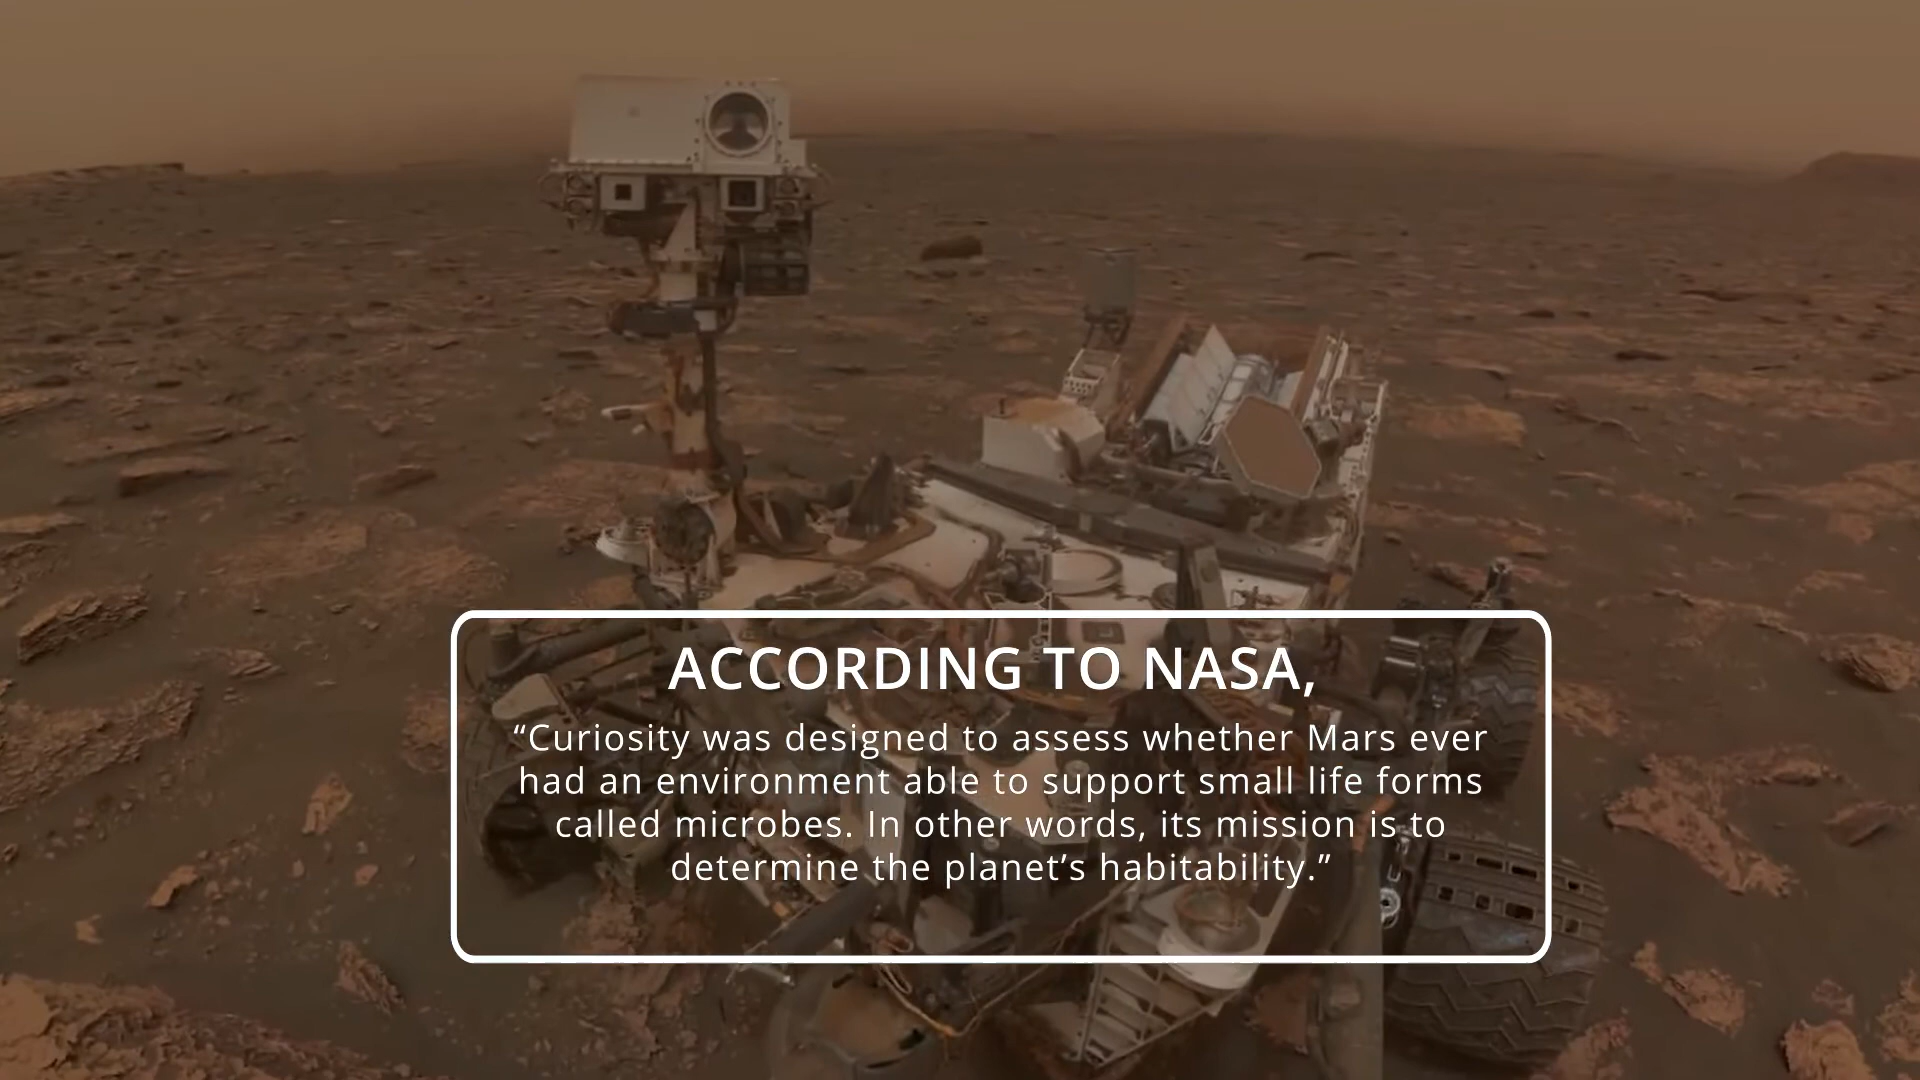 ACCORDING TO NASA,
“Curiosity was designed to assess whether Mars ever
had an environment able to support small life forms
called microbes. In other words, its mission is to
determine the planet’s habitability.”